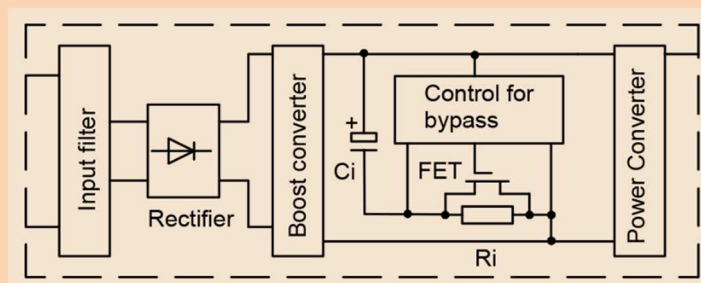 Input filter
Rectifier
Boost converter
+
Ci
Control for
bypass
FET
Ri
Power Converter